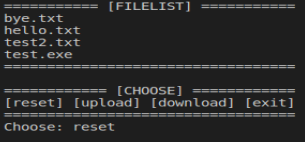 =========== [FILELIST] ===========
bye.txt
hello.txt
test2.txt
test.exe
==================================
============ [CHOOSE] ============
[reset] [upload] [download] [exit]
==================================
Choose: reset